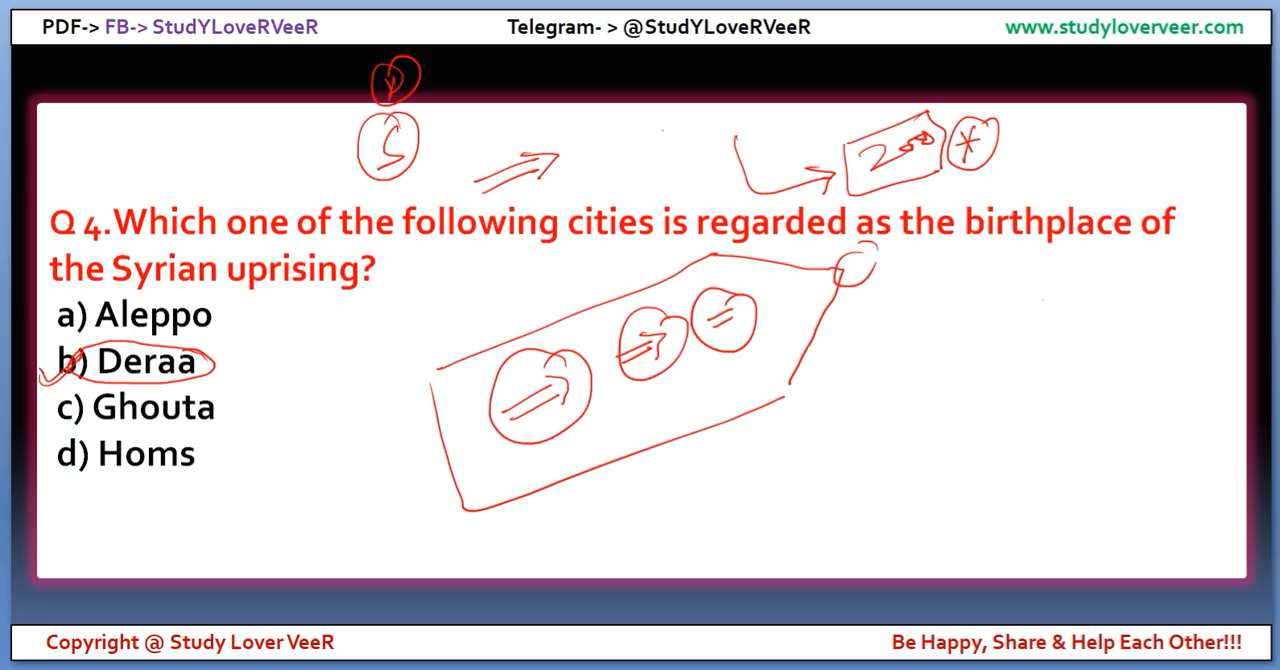 PDF-> FB-> StudYLoveRVeeR
Telegram- > @StudYLoveRVeeR
www.studyloverveer.com
S
Q 4.Which one of the following cities is regarded as the birthplace of
the Syrian uprising?
a) Aleppo
b) Deraa
c) Ghouta
d) Homs
Copyright @ Study Lover VeeR
Be Happy, Share & Help Each Other!!!